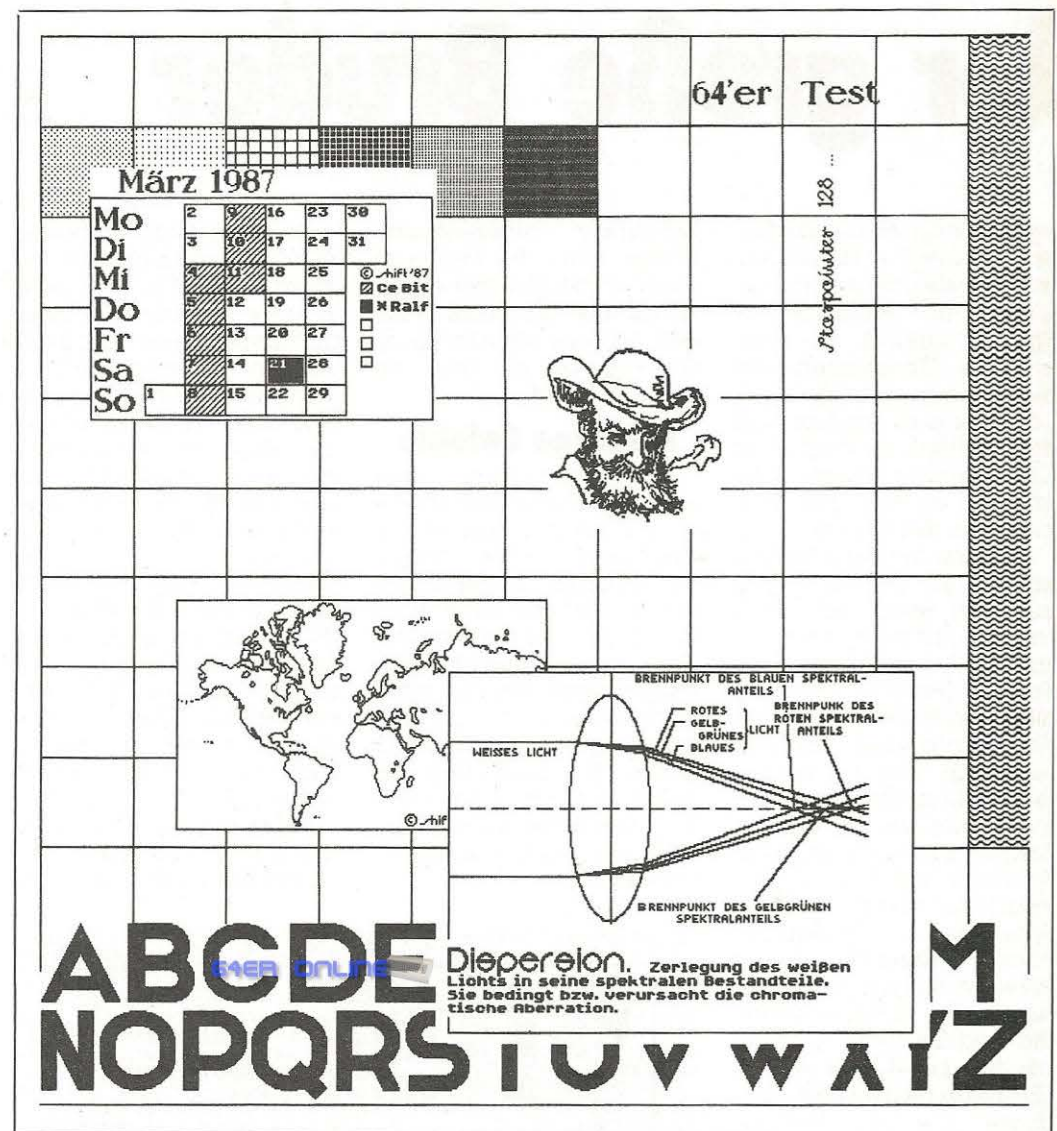 64'er Test
Starpainter 128 ...
März 1987
Mo 2 9 16 23 30
Di 3 10 17 24 31
Mi 4 11 18 25
Do 5 12 19 26
Fr 6 13 20 27
Sa 7 14 21 28
So 1 8 15 22 29
© shift '87
Ce Bit
Ralf
©
BRENNPUNKT DES BLAUEN SPEKTRAL-
ANTEILS
ROTES
GELB-
GRÜNES
BLAUES
LICHT
BRENNPUNK DES
ROTEN SPEKTRAL-
ANTEILS
WEISSES LICHT
BRENNPUNKT DES GELBGRÜNEN
SPEKTRALANTEILS
Dispersion. Zerlegung des weißen
Lichts in seine spektralen Bestandteile.
Sie bedingt bzw. verursacht die chroma-
tische Aberration.
ABCDE M
64ER ONLINE
NOPQRS T U V W X Y Z